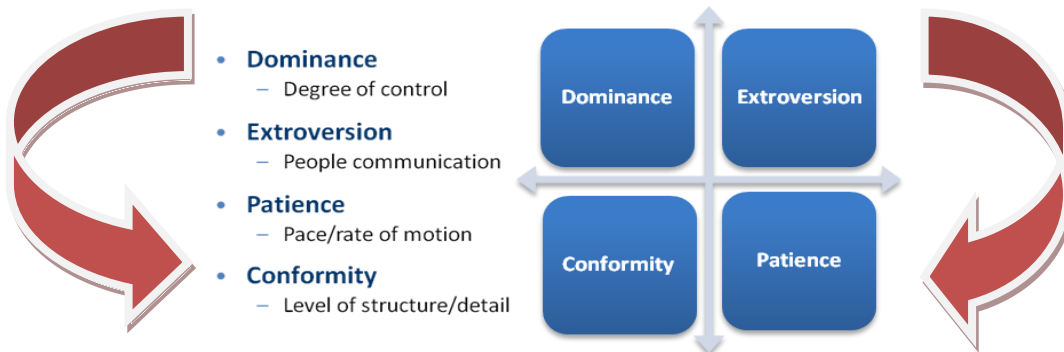 • Dominance
– Degree of control
• Extroversion
– People communication
• Patience
– Pace/rate of motion
• Conformity
– Level of structure/detail
Dominance
Extroversion
Conformity
Patience